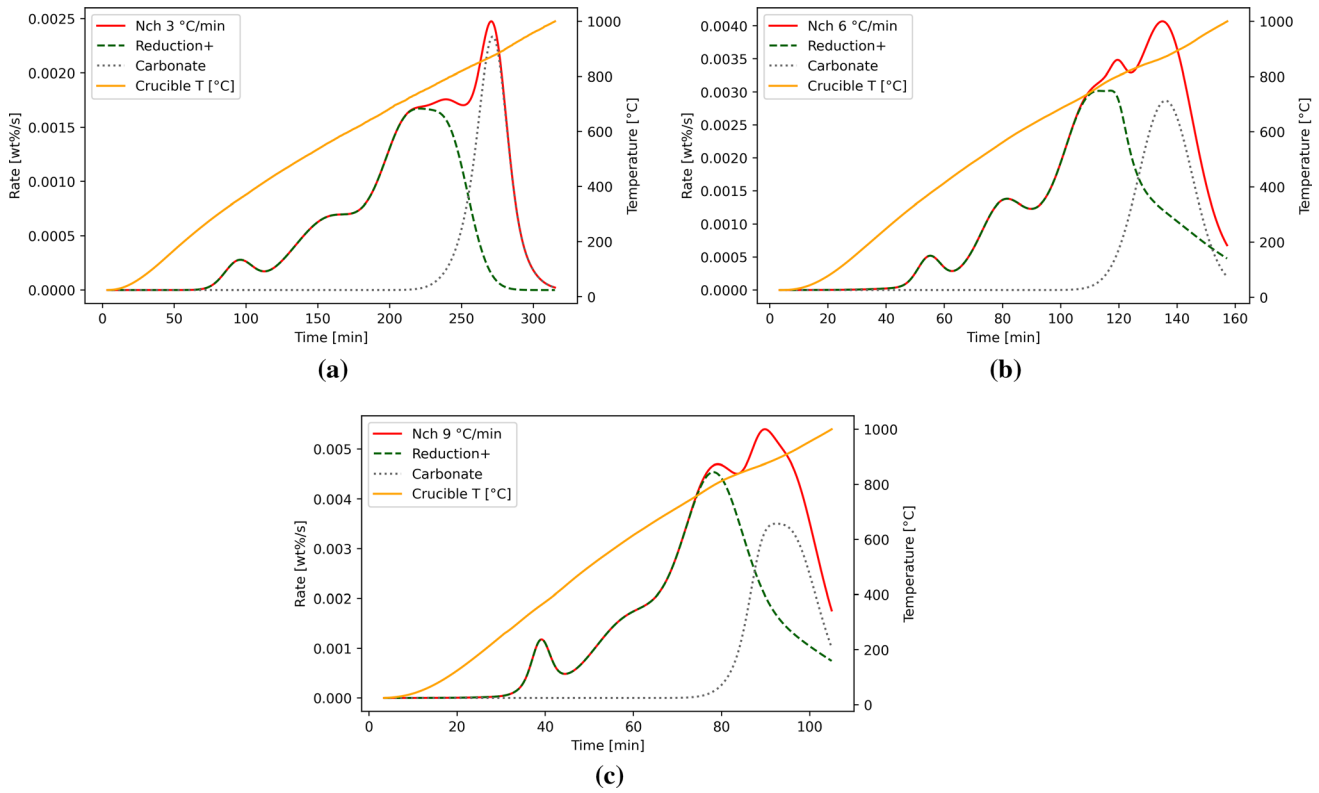 Nch 3 °C/min
Reduction+
Carbonate
Crucible T [°C]
Rate [wt%/s]
0.0025
0.0020
0.0015
0.0010
0.0005
0.0000
0 50 100 150 200 250 300
Time [min]
1000
800
600
400
200
0
Temperature [°C]
(a)
Nch 6 °C/min
Reduction+
Carbonate
Crucible T [°C]
Rate [wt%/s]
0.0040
0.0035
0.0030
0.0025
0.0020
0.0015
0.0010
0.0005
0.0000
0 20 40 60 80 100 120 140 160
Time [min]
1000
800
600
400
200
0
Temperature [°C]
(b)
Nch 9 °C/min
Reduction+
Carbonate
Crucible T [°C]
Rate [wt%/s]
0.005
0.004
0.003
0.002
0.001
0.000
0 20 40 60 80 100
Time [min]
1000
800
600
400
200
0
Temperature [°C]
(c)